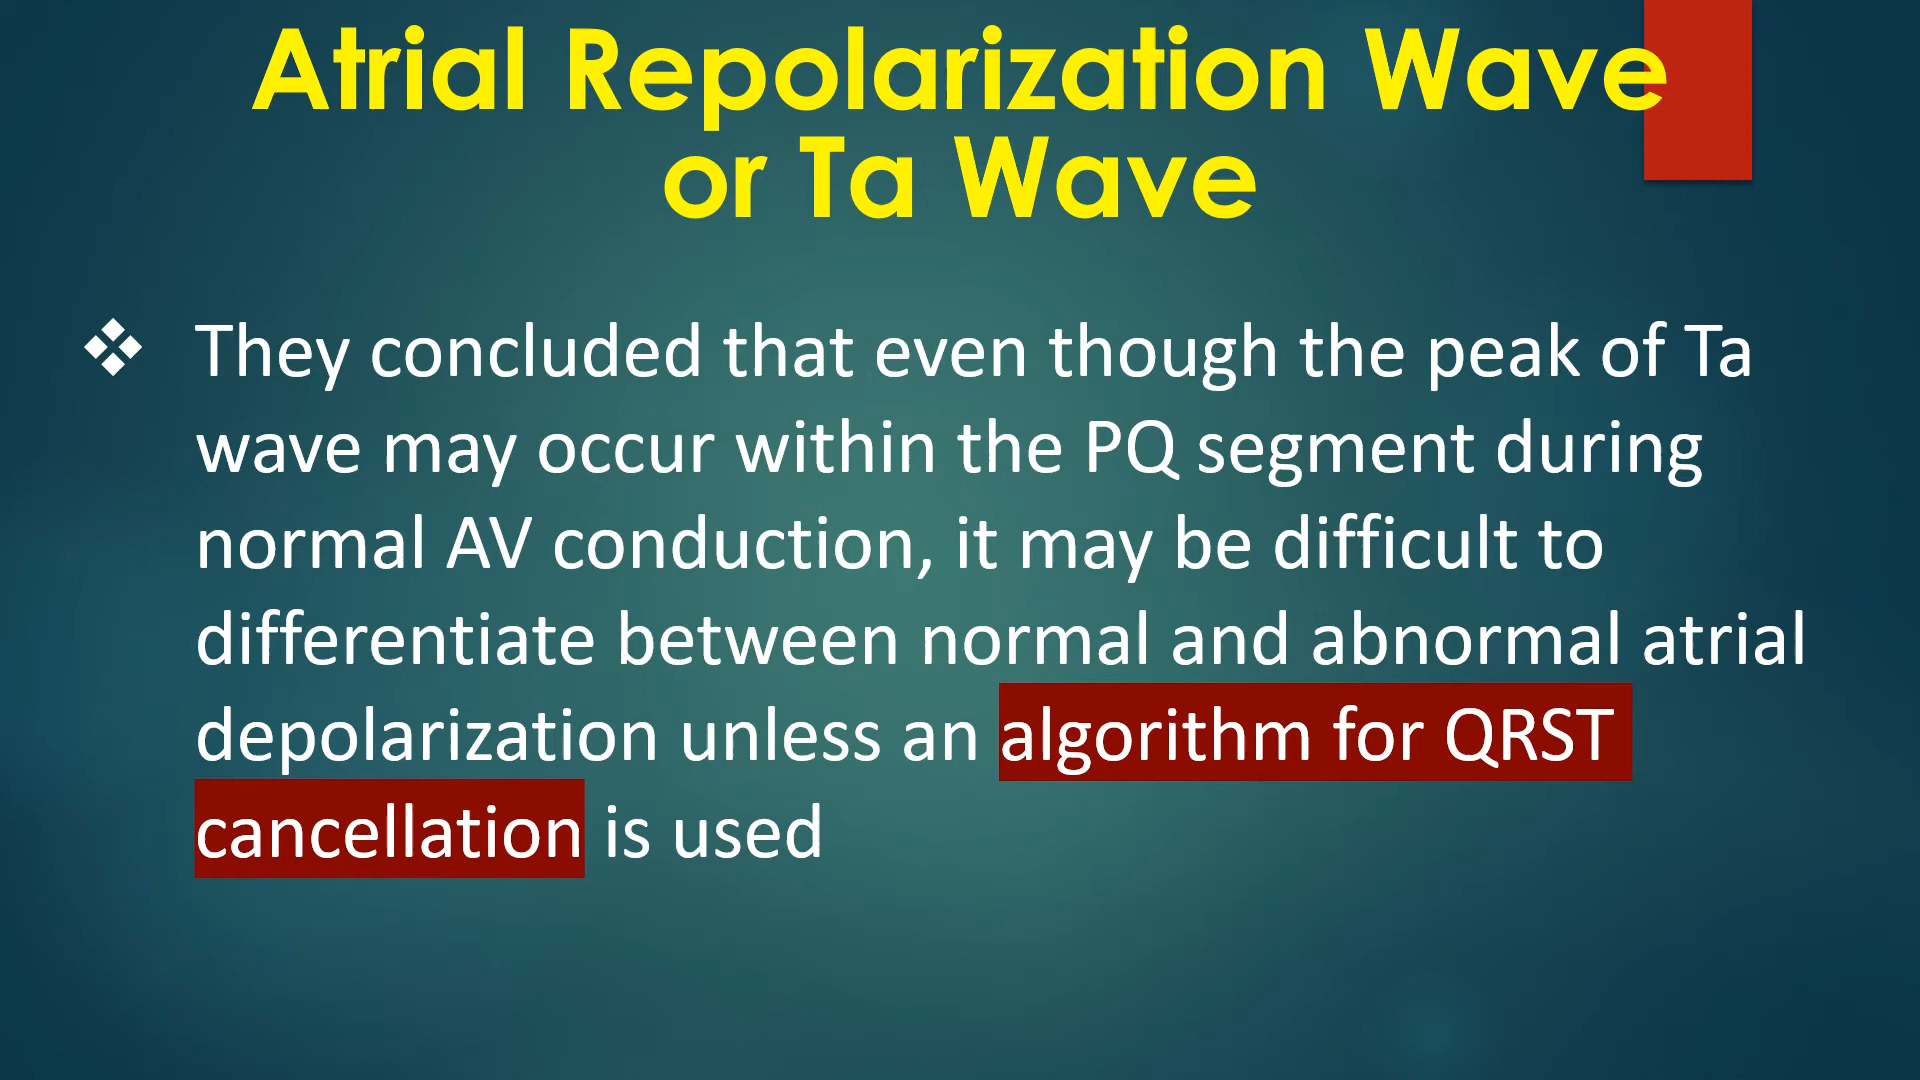 Atrial Repolarization Wave
or Ta Wave
❖ They concluded that even though the peak of Ta
wave may occur within the PQ segment during
normal AV conduction, it may be difficult to
differentiate between normal and abnormal atrial
depolarization unless an algorithm for QRST
cancellation is used